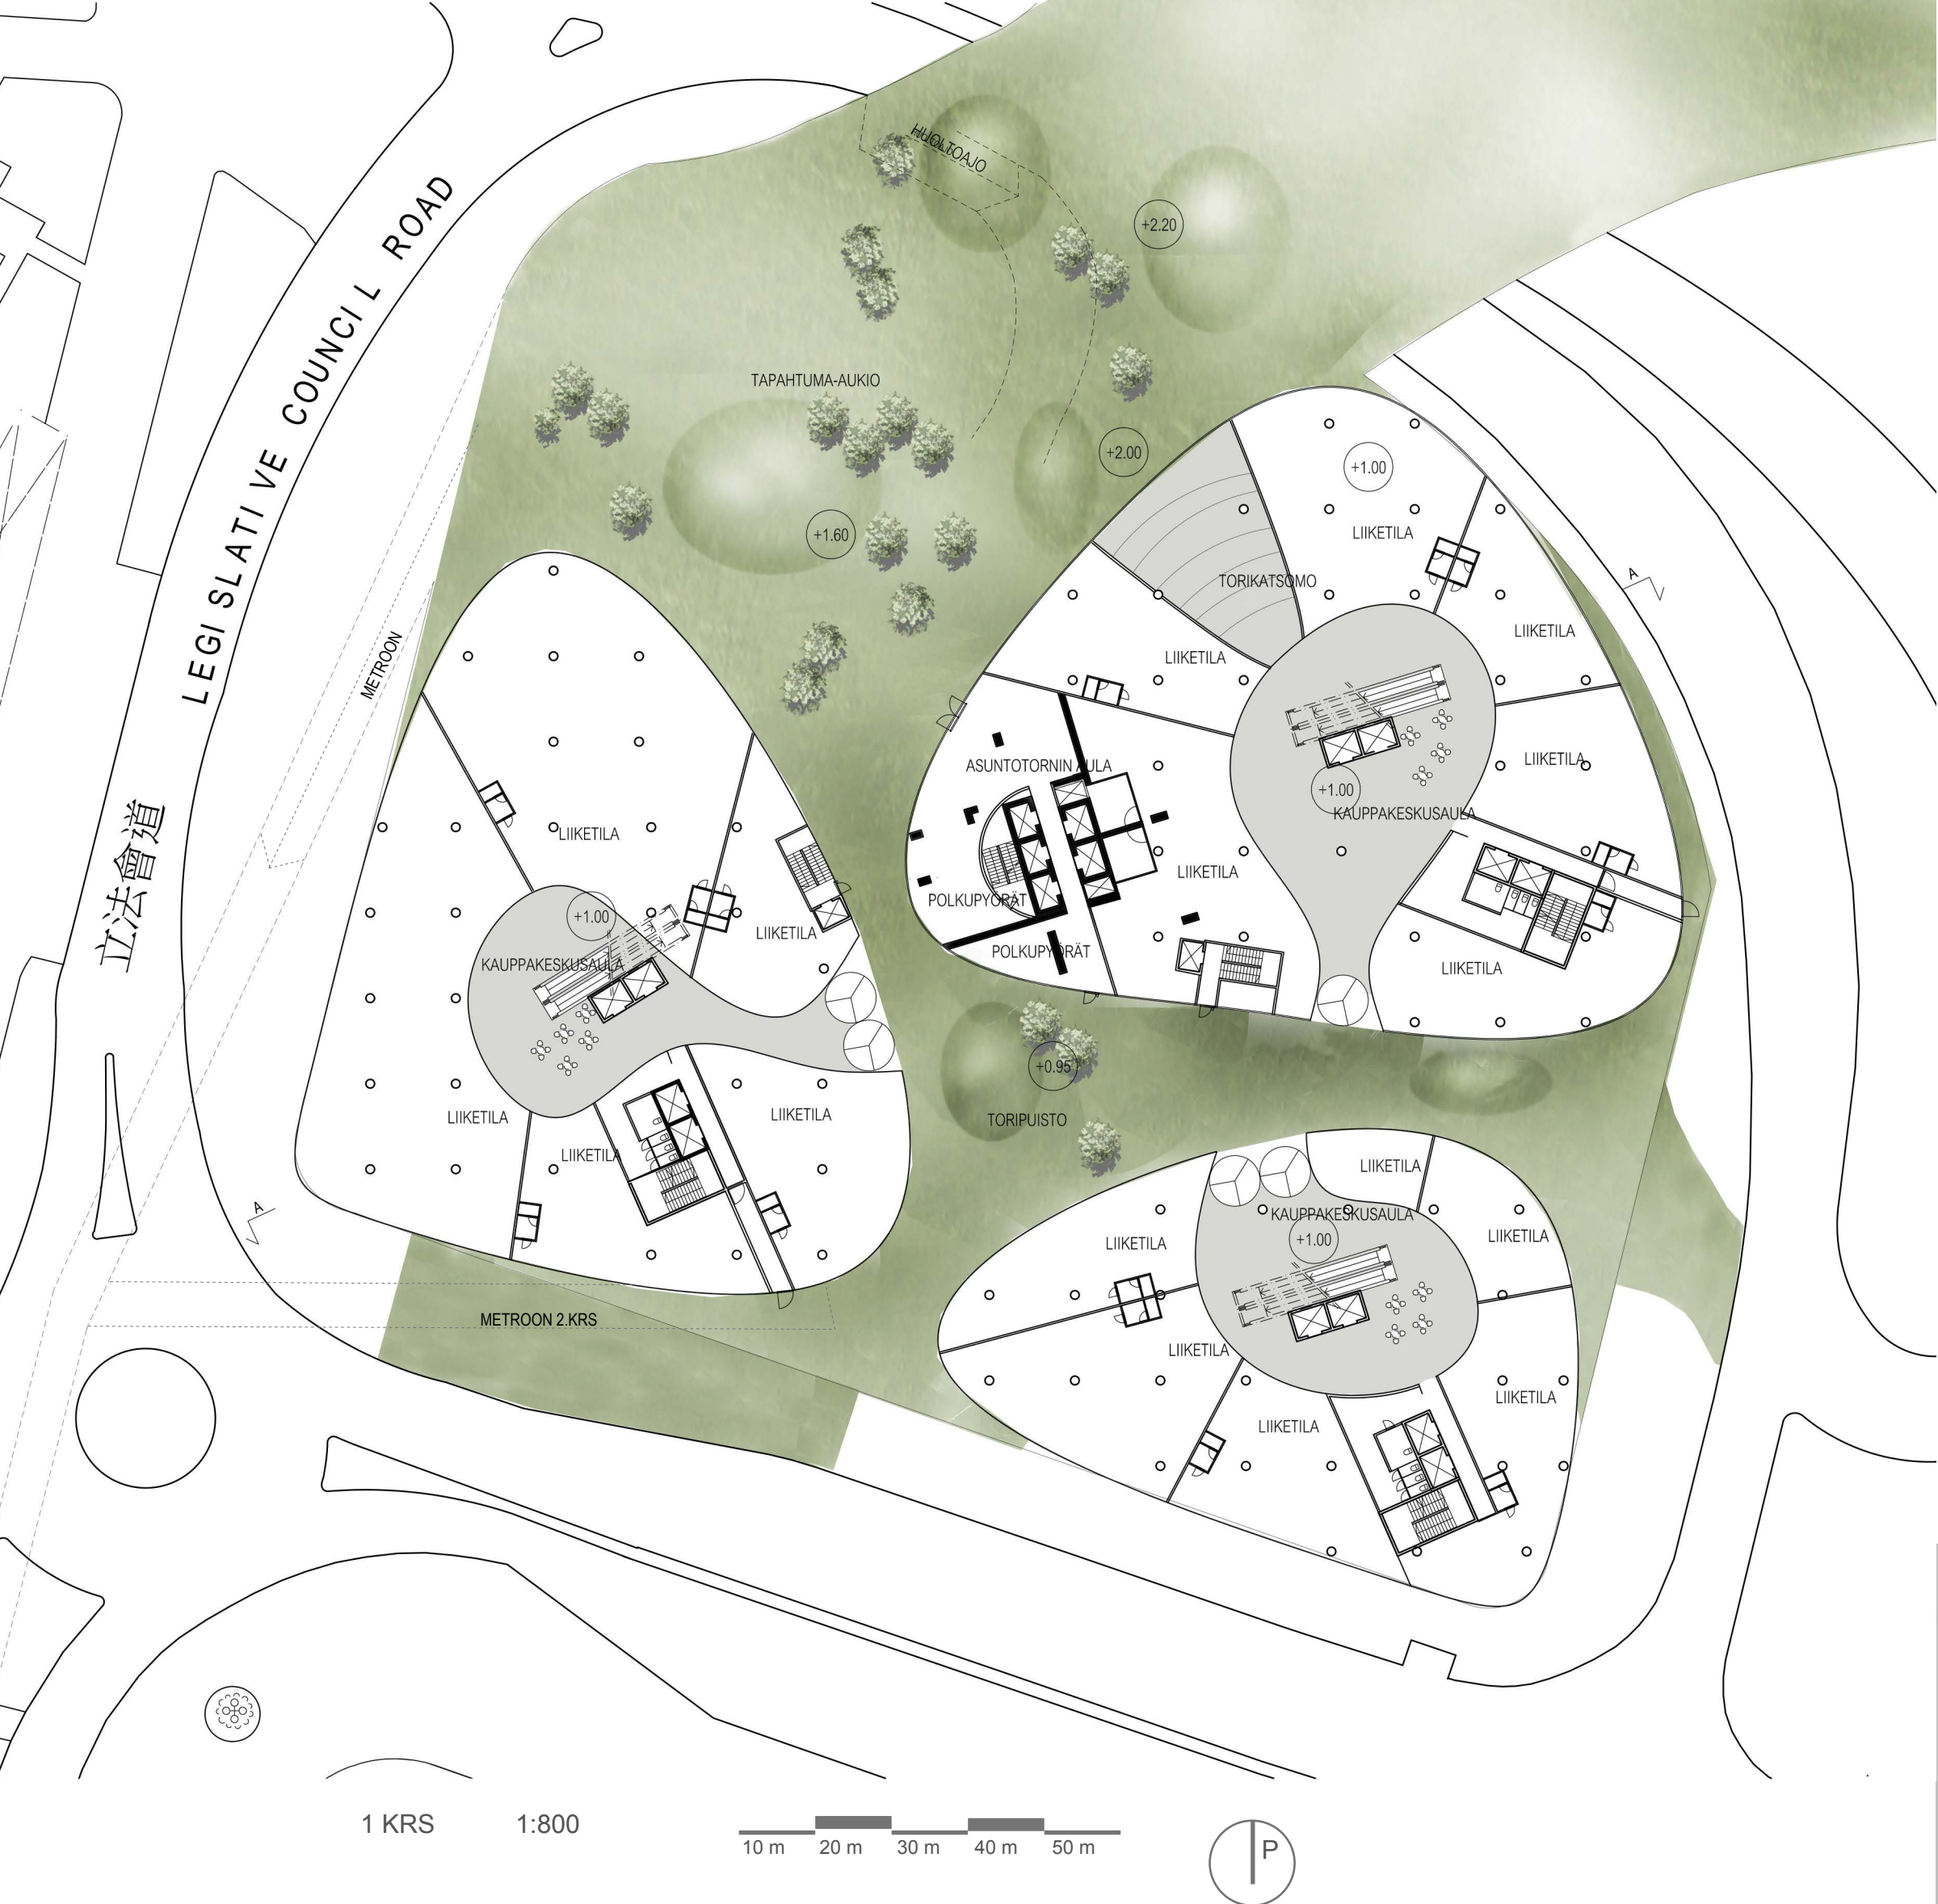 HUOLTOAJO
+2.20
LEGISLATIVE COUNCIL ROAD
TAPAHTUMA-AUKIO
+2.00
+1.00
LIIKETILA
+1.60
TORIKATSOMO
A
LIIKETILA
METROON
LIIKETILA
ASUNTOTORNIN AULA
LIIKETILA
+1.00
KAUPPAKESKUSAULA
立法會道
LIIKETILA
LIIKETILA
POLKUPYÖRÄT
+1.00
LIIKETILA
POLKUPYÖRÄT
KAUPPAKESKUSAULA
LIIKETILA
+0.95
LIIKETILA
LIIKETILA
TORIPUISTO
LIIKETILA
LIIKETILA
A
KAUPPAKESKUSAULA
LIIKETILA
+1.00
LIIKETILA
METROON 2.KRS
LIIKETILA
LIIKETILA
LIIKETILA
1 KRS
1:800
10 m
20 m
30 m
40 m
50 m
P